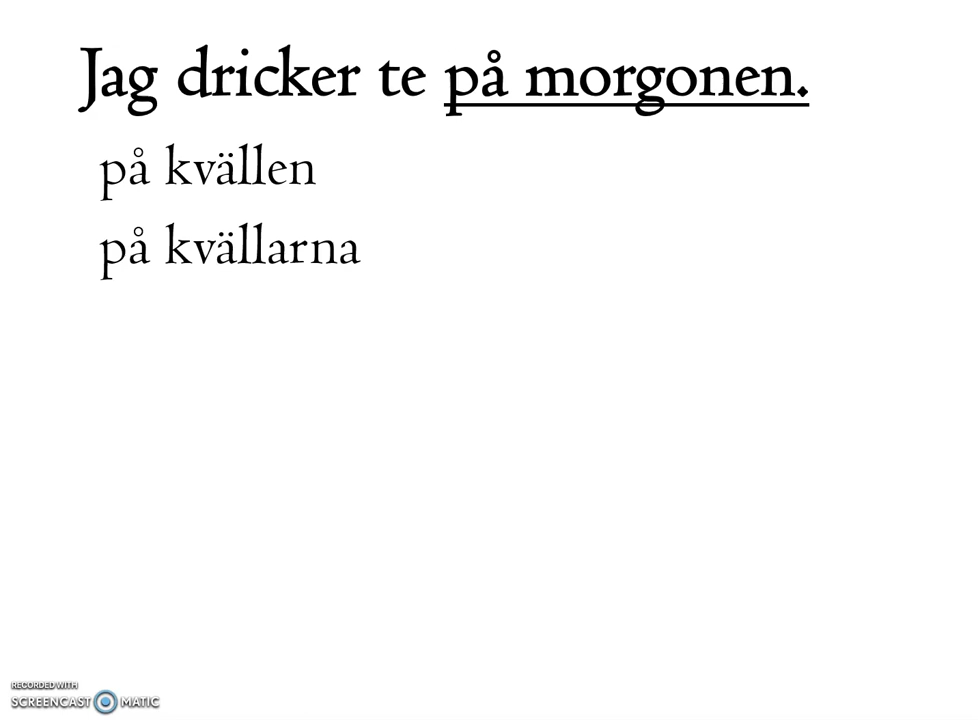 Jag dricker te på morgonen.
på kvällen
på kvällarna
RECORDED WITH
SCREENCAST MATIC